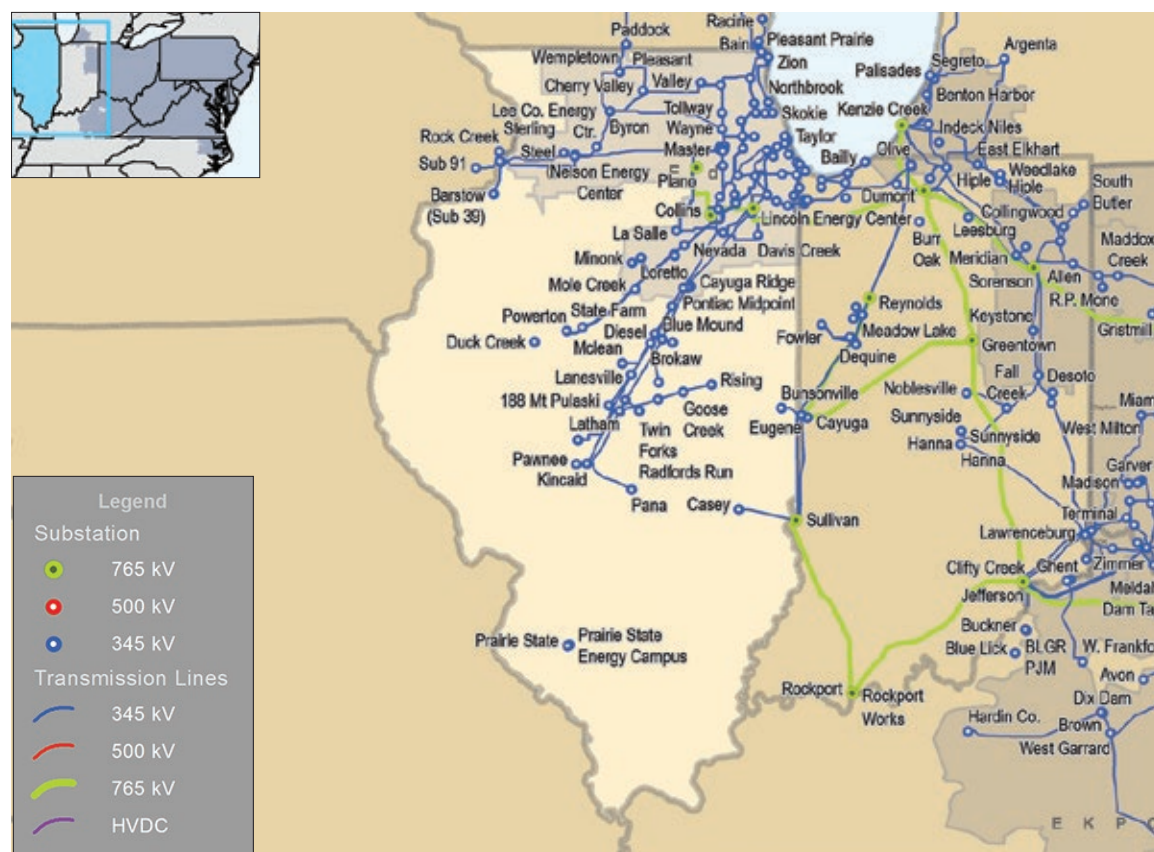 Racine
Paddock
Bain
Pleasant Prairie
Argenta
Wempletown
Pleasant
Zion
Segreto
Cherry Valley
Valley
Northbrook
Palisades
Lee Co. Energy
Tollway
Skokie
Kenzie Creek
Benton Harbor
Rock Creek
Sterling
Ctr.
Byron
Wayne
Taylor
Indeck Niles
Sub 91
Steel
Master
Bailly
Olive
East Elkhart
Nelson Energy
Center
E
d
Weedlake
Hiple
Hiple
South
Butler
Barstow
(Sub 39)
Plano
Dumont
Collins
Lincoln Energy Center
Collingwood
La Salle
Burr
Oak
Leesburg
Maddox
Creek
Nevada
Davis Creek
Meridian
Minonk
Loretto
Sorenson
Allen
Mole Creek
Cayuga Ridge
R.P. Mone
Pontiac Midpoint
Reynolds
Keystone
Gristmill
Powerton
State Farm
Diesel
Blue Mound
Fowler
Meadow Lake
Greentown
Duck Creek
Mclean
Brokaw
Dequine
Fall
Creek
Desoto
Lanesville
Rising
Bunsonville
Noblesville
188 Mt Pulaski
Goose
Creek
Miam
Latham
Twin
Forks
Eugene
Cayuga
Sunnyside
Hanna
Sunnyside
Hanna
West Milton
Pawnee
Kincaid
Radfords Run
Garver
Madison
Pana
Casey
Sullivan
Terminal
Lawrenceburg
Clifty Creek
Ghent
Zimmer
Jefferson
Meldal
Dam Ta
Prairie State
Prairie State
Energy Campus
Buckner
Blue Lick
BLGR
PJM
W. Frankfo
Avon
Rockport
Rockport
Works
Dix Dam
Hardin Co.
Brown
West Garrard
E K P C
Legend
Substation
765 kV
500 kV
345 kV
Transmission Lines
345 kV
500 kV
765 kV
HVDC